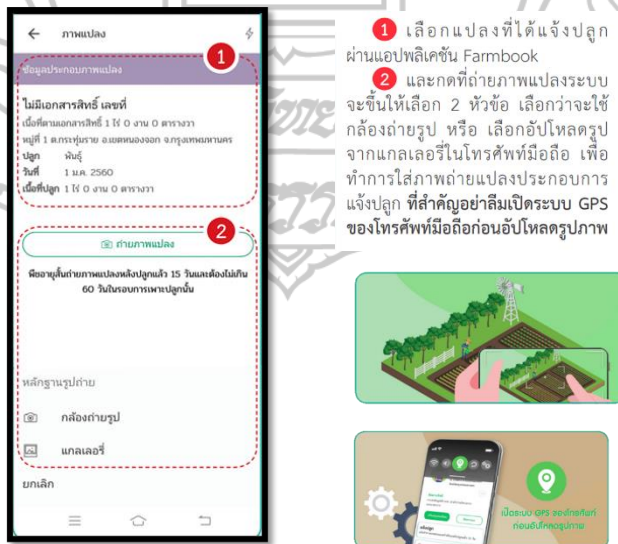 ภาพแปลง
1
ข้อมูลประกอบภาพแปลง
ไม่มีเอกสารสิทธิ์ เลขที่
เนื้อที่ตามเอกสารสิทธิ์ 1 ไร่ 0 งาน 0 ตารางวา
หมู่ที่ 1 ต.กระทุ่มราย อ.เขตหนองจอก จ.กรุงเทพมหานคร
ปลูก พันธุ์
วันที่ 1 ม.ค. 2560
เนื้อที่ปลูก 1 ไร่ 0 งาน 0 ตารางวา
2
ถ่ายภาพแปลง
พืชอายุสั้นถ่ายภาพแปลงหลังปลูกแล้ว 15 วันและต้องไม่เกิน
60 วันในรอบการเพาะปลูกนั้น
หลักฐานรูปถ่าย
กล้องถ่ายรูป
แกลเลอรี่
ยกเลิก
1 เลือกแปลงที่ได้แจ้งปลูก
ผ่านแอปพลิเคชัน Farmbook
2 และกดที่ถ่ายภาพแปลงระบบ
จะขึ้นให้เลือก 2 หัวข้อ เลือกว่าจะใช้
กล้องถ่ายรูป หรือ เลือกอัปโหลดรูป
จากแกลเลอรี่ในโทรศัพท์มือถือ เพื่อ
ทำการใส่ภาพถ่ายแปลงประกอบการ
แจ้งปลูก ที่สำคัญอย่าลืมเปิดระบบ GPS
ของโทรศัพท์มือถือก่อนอัปโหลดรูปภาพ
เปิดระบบ GPS ของโทรศัพท์
ก่อนอัปโหลดรูปภาพ